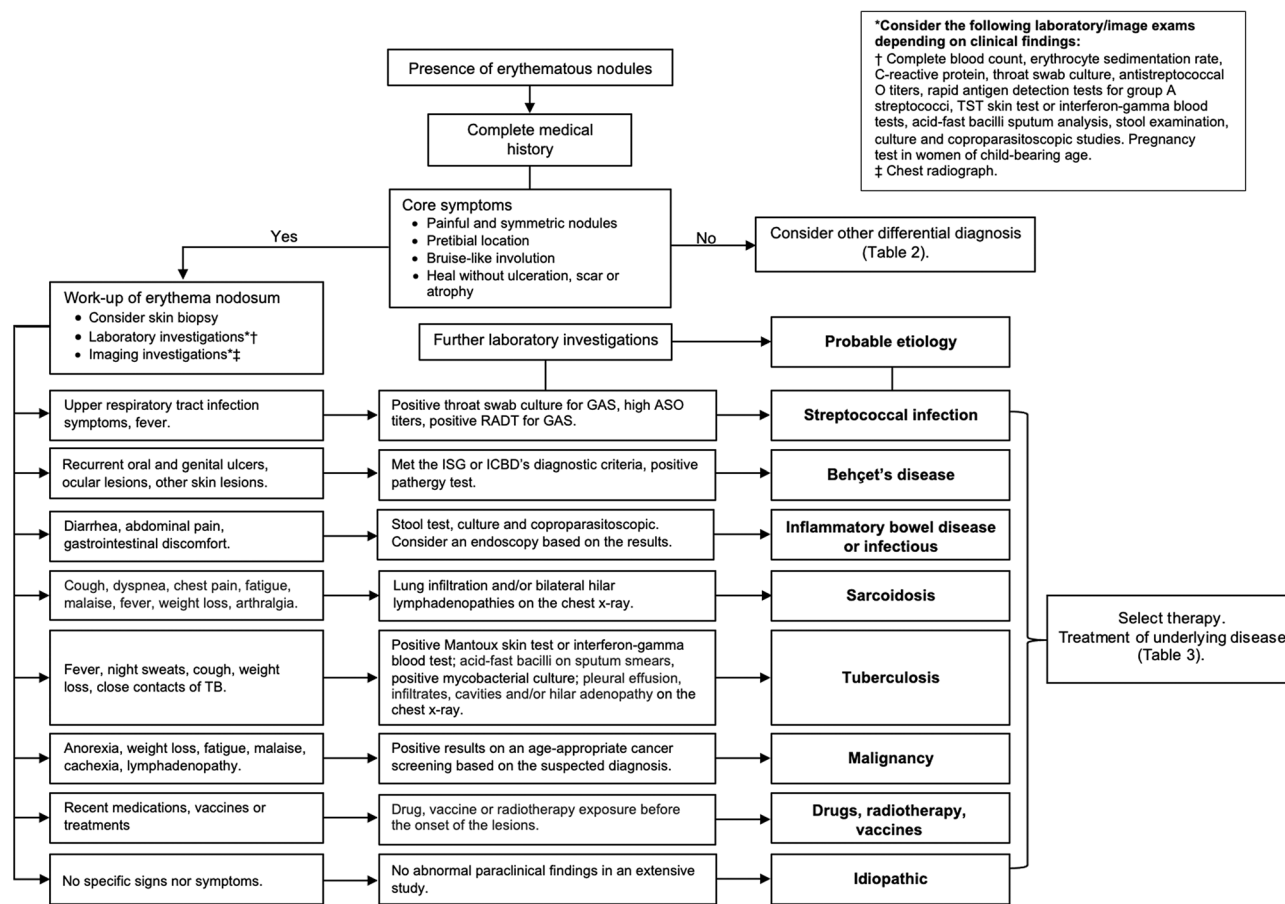 Presence of erythematous nodules
*Consider the following laboratory/image exams
depending on clinical findings:
† Complete blood count, erythrocyte sedimentation rate,
C-reactive protein, throat swab culture, antistreptococcal
O titers, rapid antigen detection tests for group A
streptococci, TST skin test or interferon-gamma blood
tests, acid-fast bacilli sputum analysis, stool examination,
culture and coproparasitoscopic studies. Pregnancy
test in women of child-bearing age.
‡ Chest radiograph.
Complete medical
history
Core symptoms
• Painful and symmetric nodules
• Pretibial location
• Bruise-like involution
• Heal without ulceration, scar or
atrophy
Yes
No
Consider other differential diagnosis
(Table 2).
Work-up of erythema nodosum
• Consider skin biopsy
• Laboratory investigations*†
• Imaging investigations*‡
Further laboratory investigations
Probable etiology
Upper respiratory tract infection
symptoms, fever.
Positive throat swab culture for GAS, high ASO
titers, positive RADT for GAS.
Streptococcal infection
Recurrent oral and genital ulcers,
ocular lesions, other skin lesions.
Met the ISG or ICBD's diagnostic criteria, positive
pathergy test.
Behçet's disease
Diarrhea, abdominal pain,
gastrointestinal discomfort.
Stool test, culture and coproparasitoscopic.
Consider an endoscopy based on the results.
Inflammatory bowel disease
or infectious
Cough, dyspnea, chest pain, fatigue,
malaise, fever, weight loss, arthralgia.
Lung infiltration and/or bilateral hilar
lymphadenopathies on the chest x-ray.
Sarcoidosis
Fever, night sweats, cough, weight
loss, close contacts of TB.
Positive Mantoux skin test or interferon-gamma
blood test; acid-fast bacilli on sputum smears,
positive mycobacterial culture; pleural effusion,
infiltrates, cavities and/or hilar adenopathy on the
chest x-ray.
Tuberculosis
Anorexia, weight loss, fatigue, malaise,
cachexia, lymphadenopathy.
Positive results on an age-appropriate cancer
screening based on the suspected diagnosis.
Malignancy
Recent medications, vaccines or
treatments
Drug, vaccine or radiotherapy exposure before
the onset of the lesions.
Drugs, radiotherapy,
vaccines
No specific signs nor symptoms.
No abnormal paraclinical findings in an extensive
study.
Idiopathic
Select therapy.
Treatment of underlying disease
(Table 3).